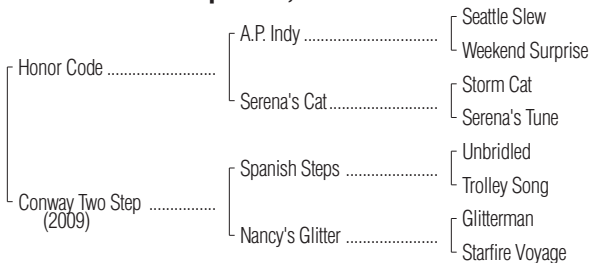 Seattle Slew
A.P. Indy ..............................
Weekend Surprise
Honor Code ........................
Storm Cat
Serena's Cat........................
Serena's Tune
Unbridled
Spanish Steps .....................
Trolley Song
Conway Two Step ...............
(2009)
Glitterman
Nancy's Glitter ....................
Starfire Voyage